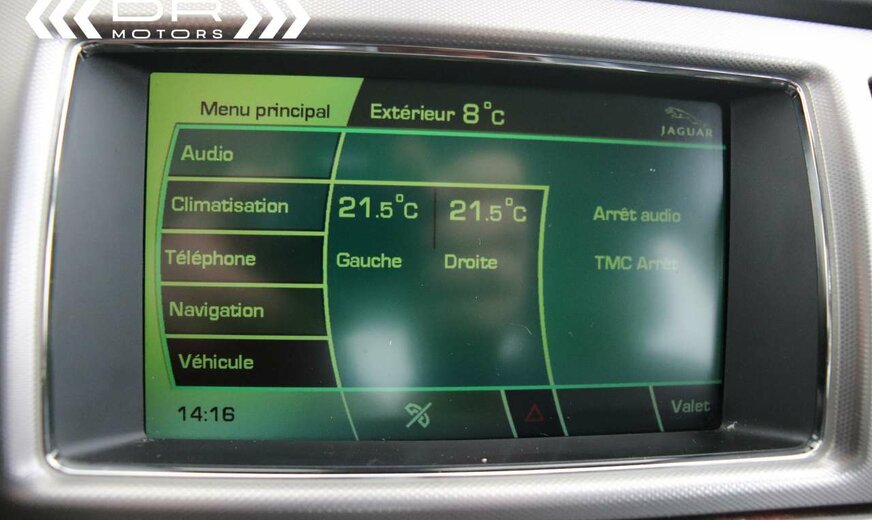 DR
MOTORS
Menu principal
Extérieur 8°C
JAGUAR
Audio
Climatisation
21.5°C
21.5°C
Arrêt audio
Téléphone
Gauche
Droite
TMC Arrêt
Navigation
Véhicule
14:16
Valet